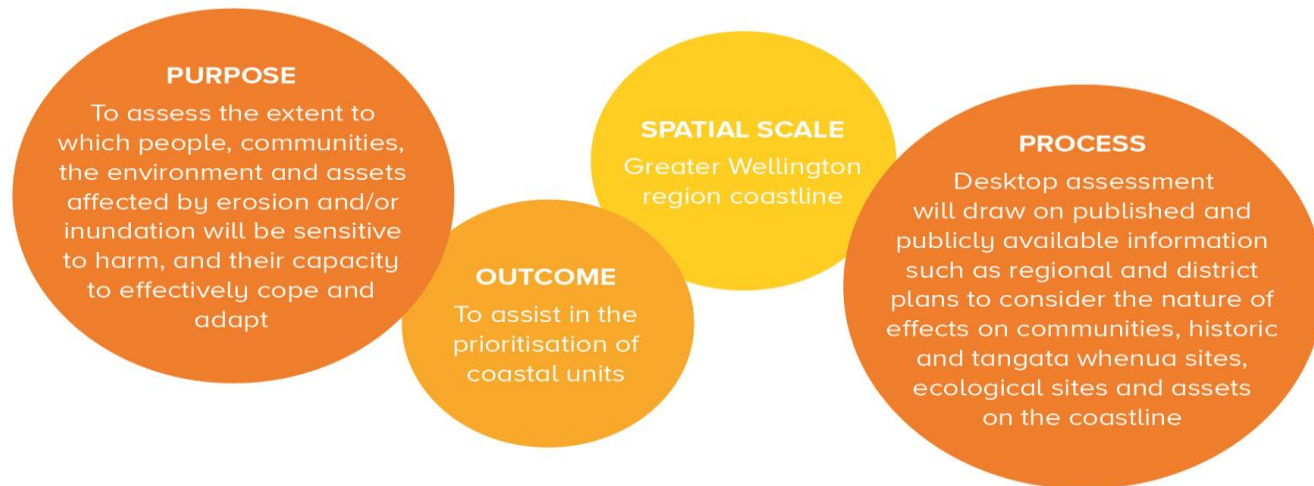 PURPOSE
To assess the extent to
which people, communities,
the environment and assets
affected by erosion and/or
inundation will be sensitive
to harm, and their capacity
to effectively cope and
adapt
OUTCOME
To assist in the
prioritisation of
coastal units
SPATIAL SCALE
Greater Wellington
region coastline
PROCESS
Desktop assessment
will draw on published and
publicly available information
such as regional and district
plans to consider the nature of
effects on communities, historic
and tangata whenua sites,
ecological sites and assets
on the coastline